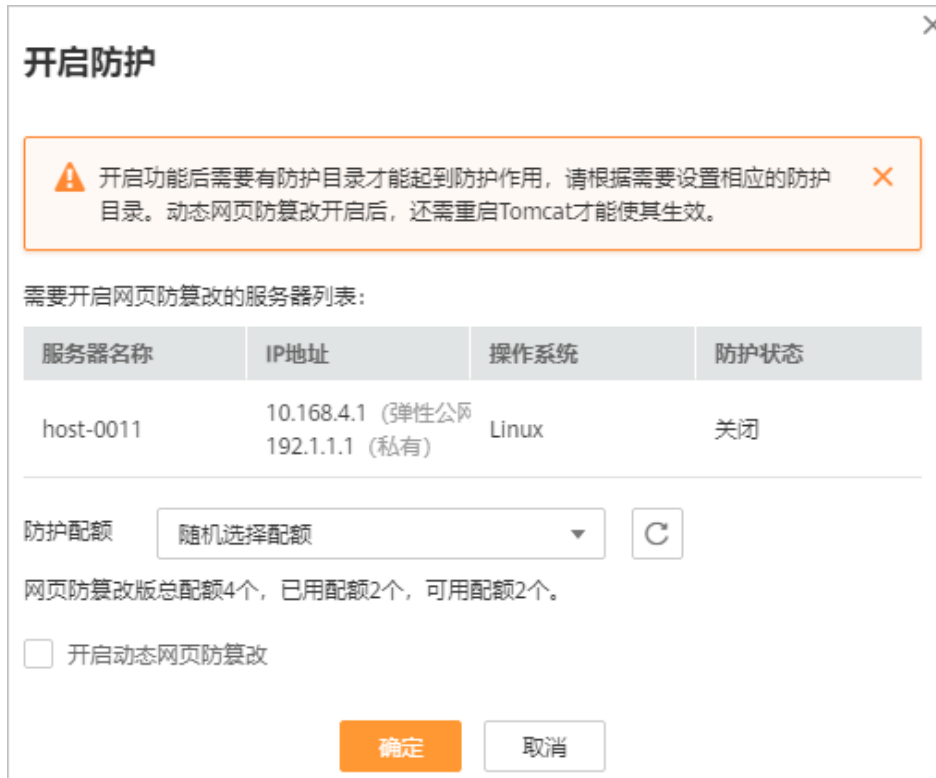 开启防护
开启功能后需要有防护目录才能起到防护作用，请根据需要设置相应的防护
目录。动态网页防篡改开启后，还需重启Tomcat才能使其生效。
需要开启网页防篡改的服务器列表：
服务器名称 IP地址 操作系统 防护状态
host-0011 10.168.4.1 (弹性公网 Linux 关闭
192.1.1.1 (私有)
防护配额 随机选择配额
网页防篡改版总配额4个，已用配额2个，可用配额2个。
开启动态网页防篡改
确定 取消